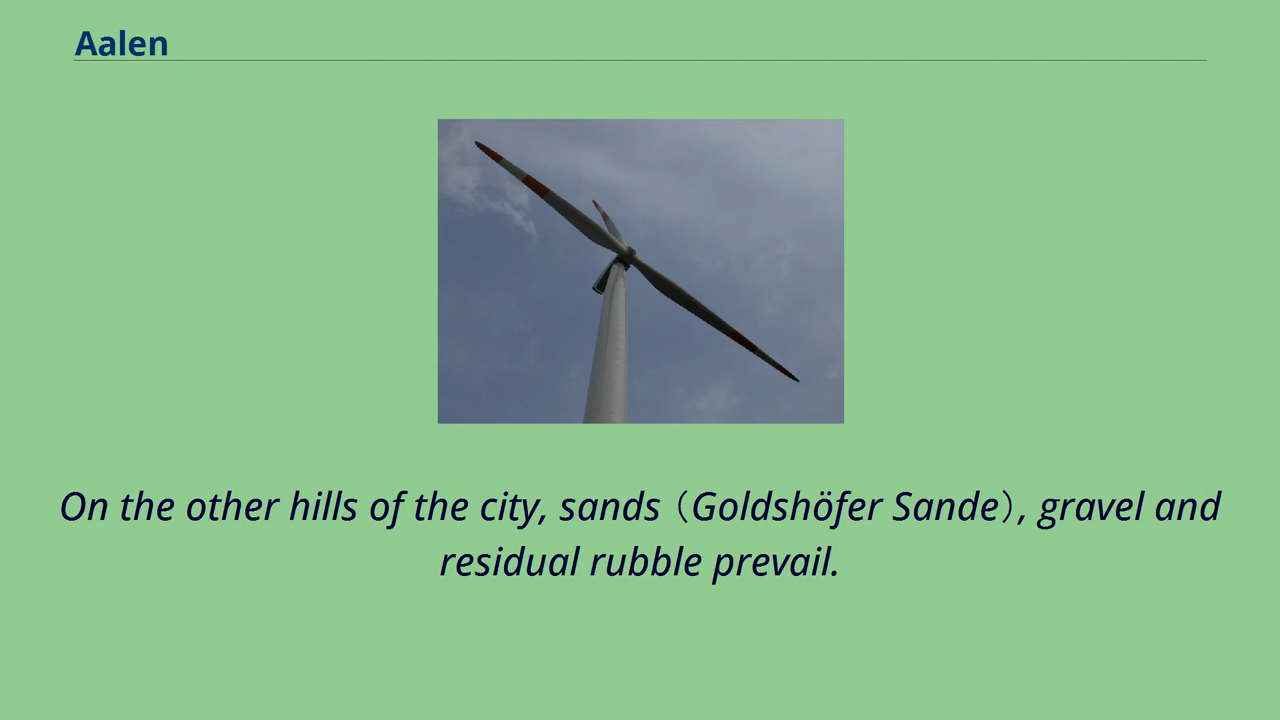 Aalen
On the other hills of the city, sands (Goldshöfer Sande), gravel and
residual rubble prevail.